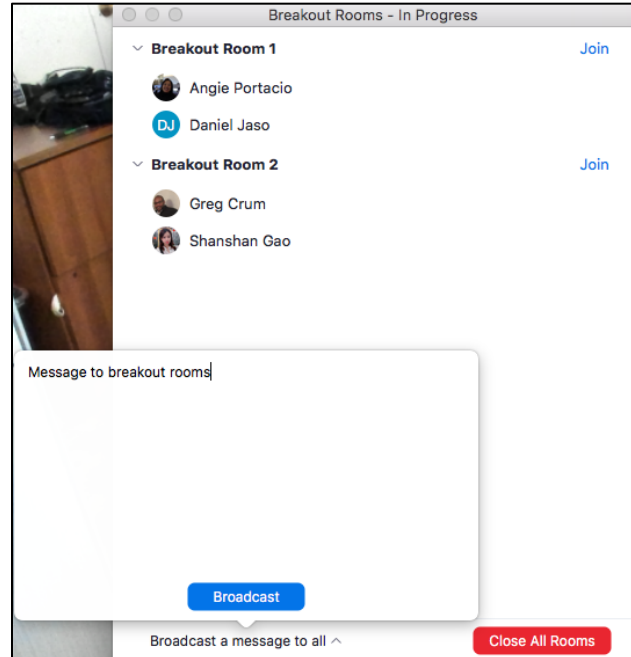 Breakout Rooms - In Progress
Breakout Room 1 Join
Angie Portacio
DJ Daniel Jaso
Breakout Room 2 Join
Greg Crum
Shanshan Gao
Message to breakout rooms
Broadcast
Broadcast a message to all
Close All Rooms